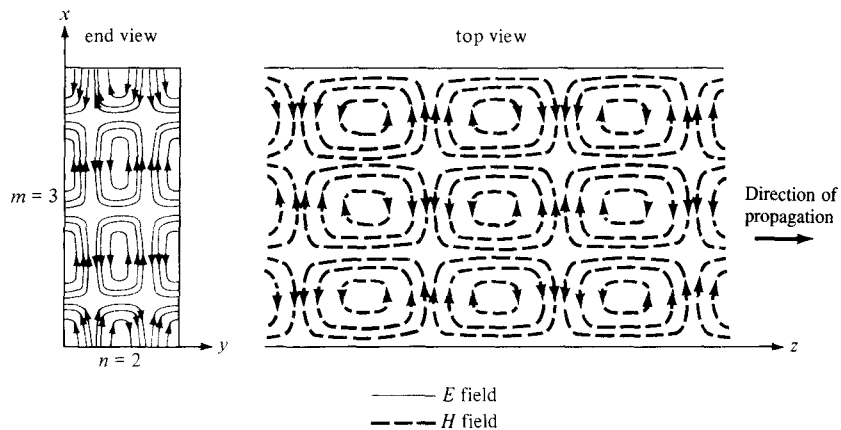 x
end view
top view
m = 3
Direction of
propagation
n = 2
y
z
E field
H field